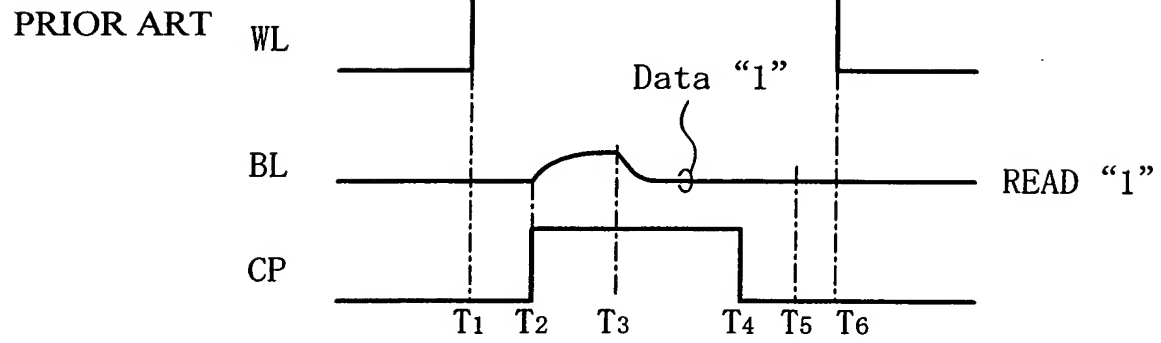 PRIOR ART
WL
Data “1”
BL
READ “1”
CP
T1 T2 T3 T4 T5 T6